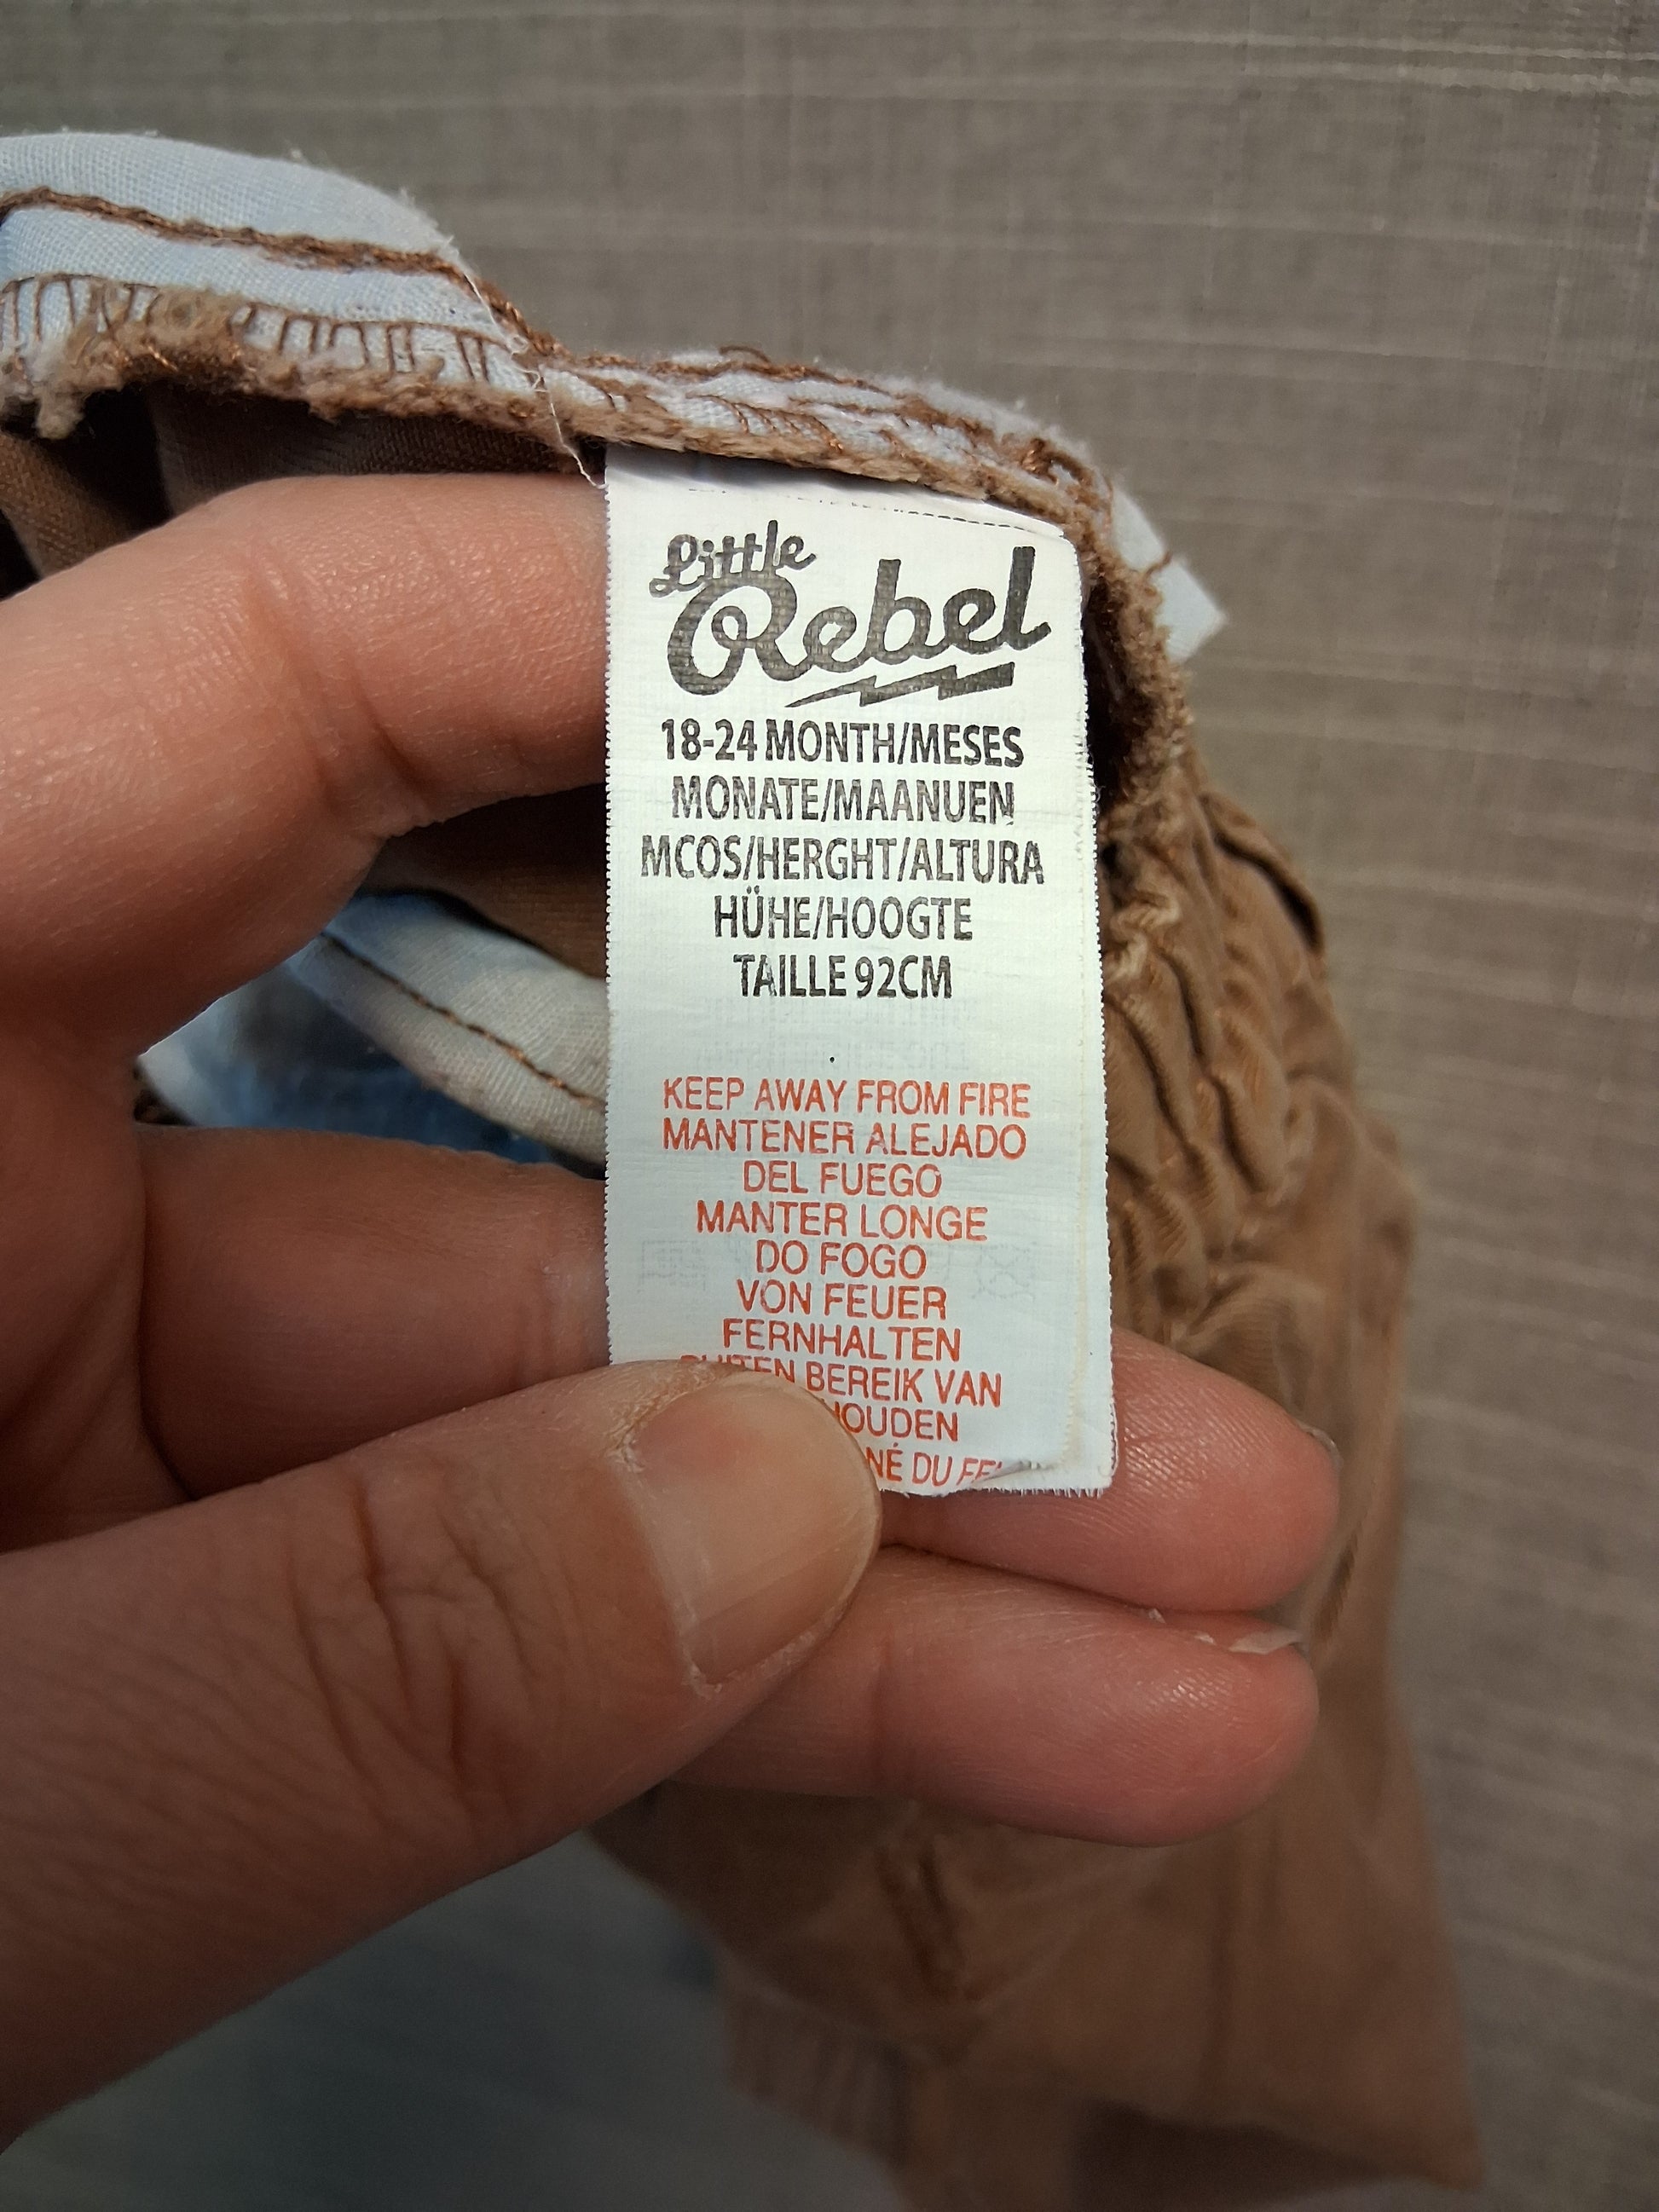 Little
Rebel
18-24 MONTH/MESES
MONATE/MAANUEN
MCOS/HERGHT/ALTURA
HÜHE/HOOGTE
TAILLE 92CM
KEEP AWAY FROM FIRE
MANTENER ALEJADO
DEL FUEGO
MANTER LONGE
DO FOGO
VON FEUER
FERNHALTEN
BEREIK VAN
DU